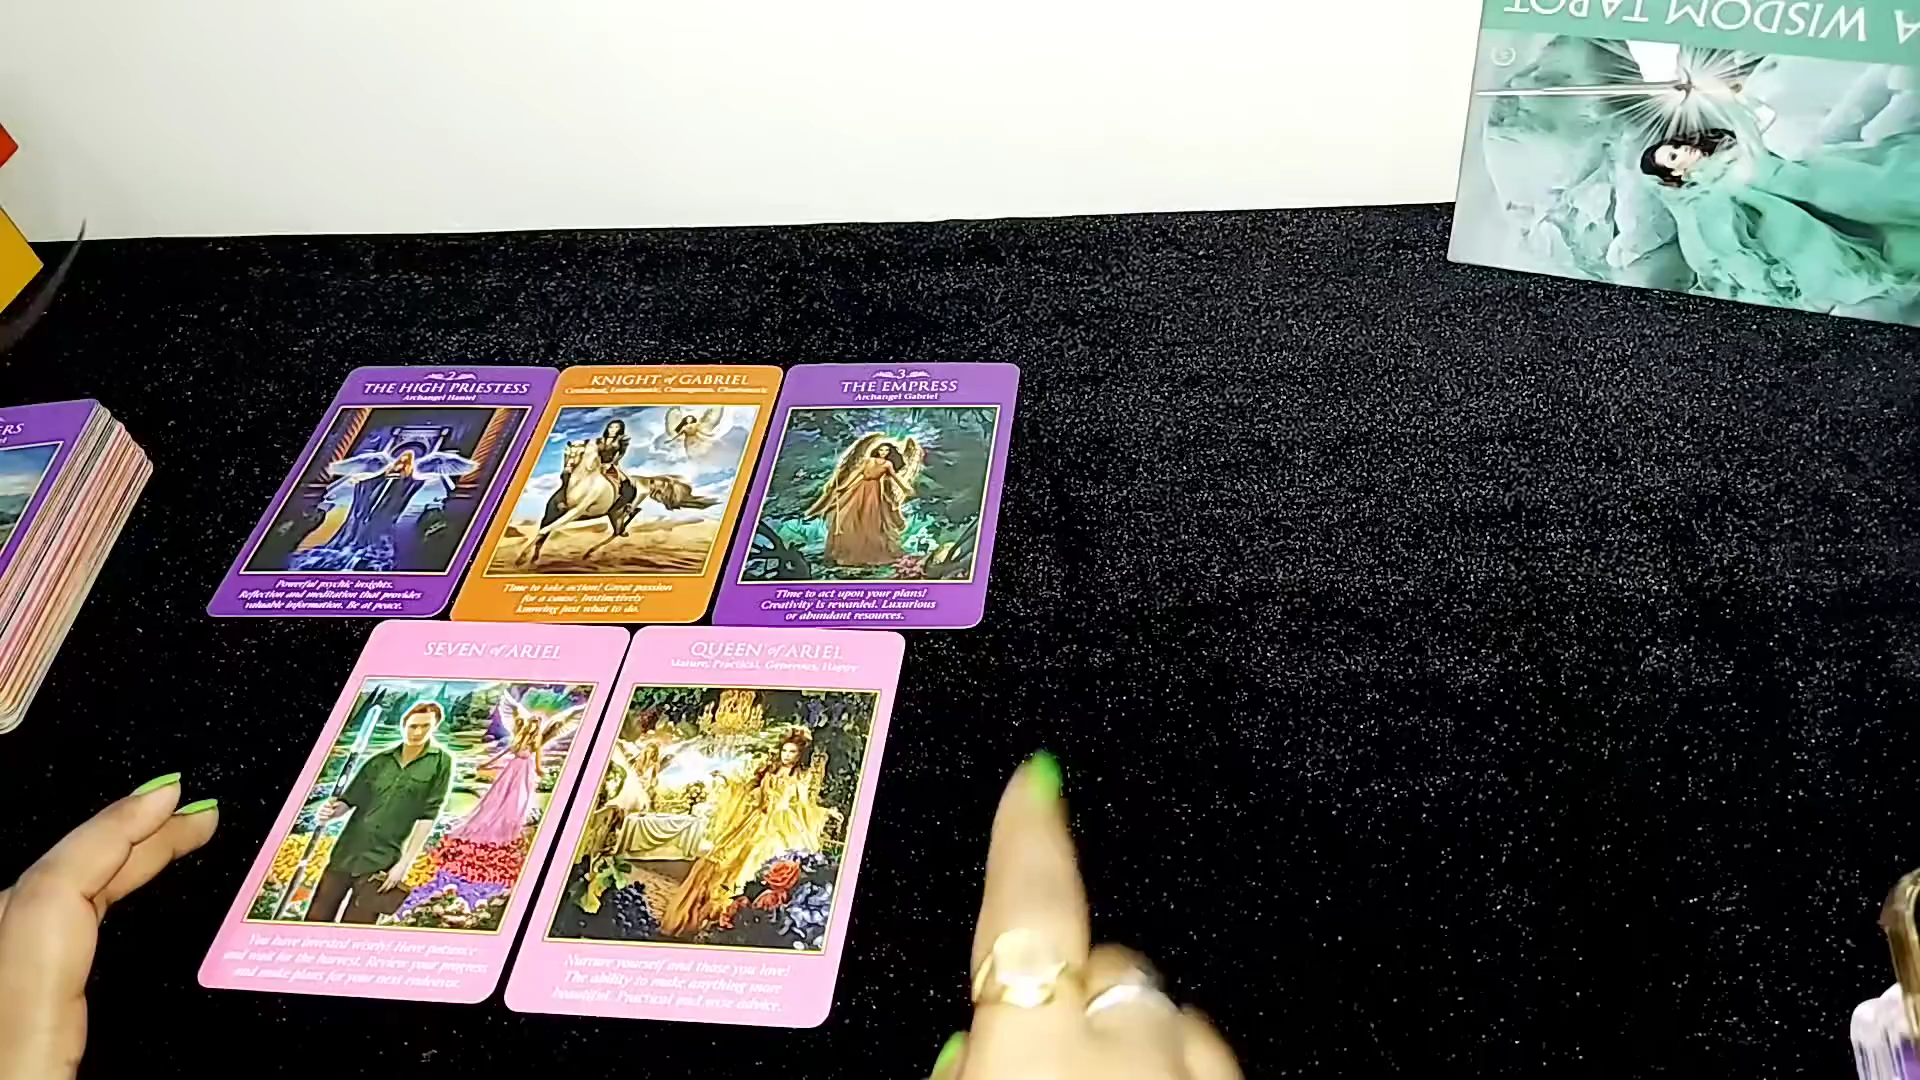 A WISDOM TAROT
ERS
2
THE HIGH PRIESTESS
Archangel Haniel
Powerful psychic insights.
Reflection and meditation that provides
valuable information. Be at peace.
KNIGHT of GABRIEL
Confident, Enthusiastic, Courageous, Charismatic
Time to take action! Great passion
for a cause. Instinctively
knowing just what to do.
3
THE EMPRESS
Archangel Gabriel
Time to act upon your plans!
Creativity is rewarded. Luxurious
or abundant resources.
SEVEN of ARIEL
You have invested wisely! Have patience
and wait for the harvest. Review your progress
and make plans for your next endeavor.
QUEEN of ARIEL
Mature, Practical, Generous, Happy
Nurture yourself and those you love!
The ability to make anything more
beautiful. Practical and wise advice.